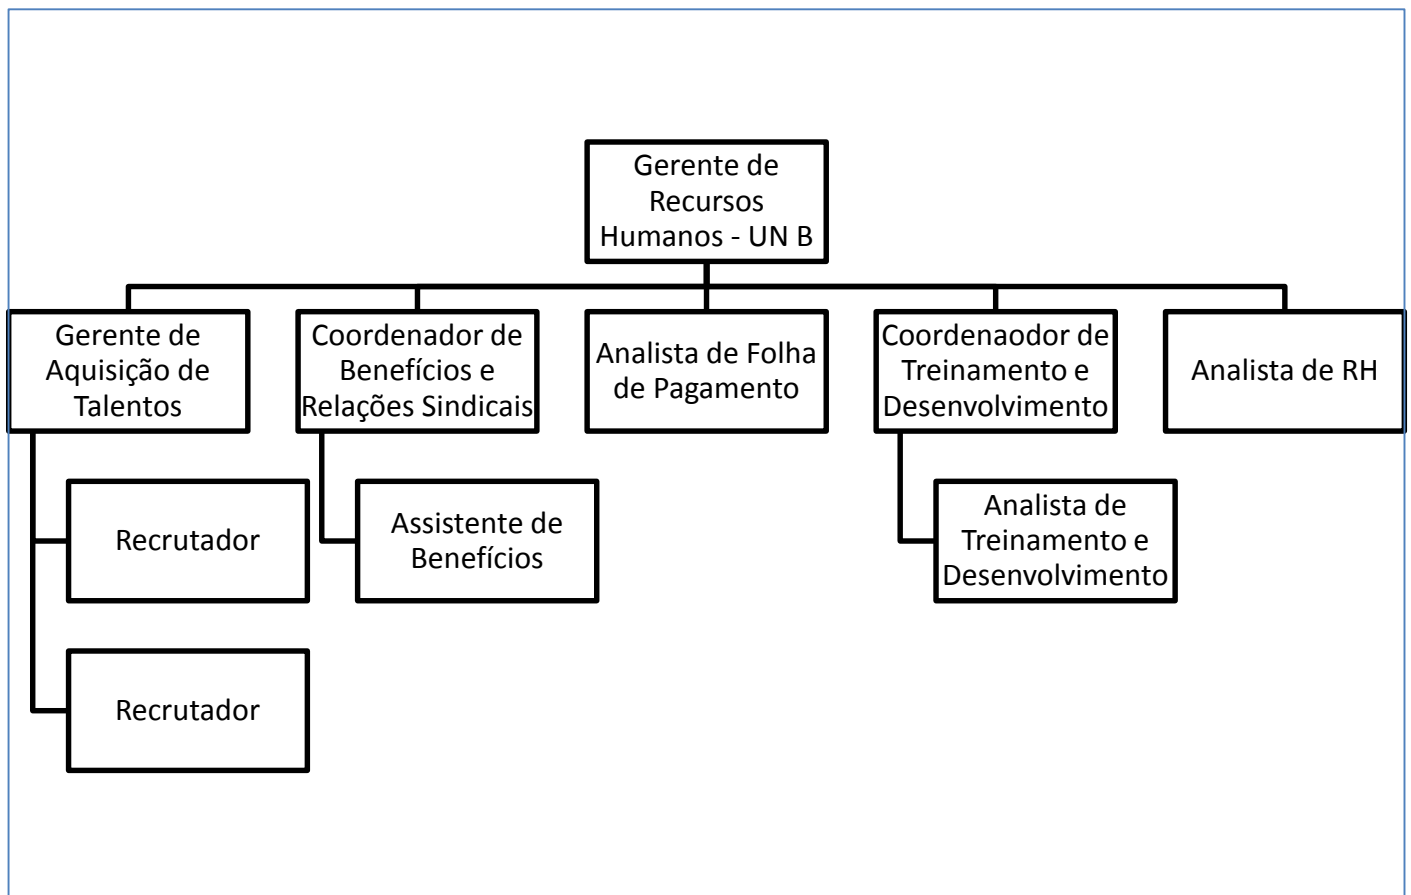 Gerente de
Recursos
Humanos - UN B
Gerente de
Aquisição de
Talentos
Coordenador de
Benefícios e
Relações Sindicais
Analista de Folha
de Pagamento
Coordenaodor de
Treinamento e
Desenvolvimento
Analista de RH
Recrutador
Assistente de
Benefícios
Analista de
Treinamento e
Desenvolvimento
Recrutador